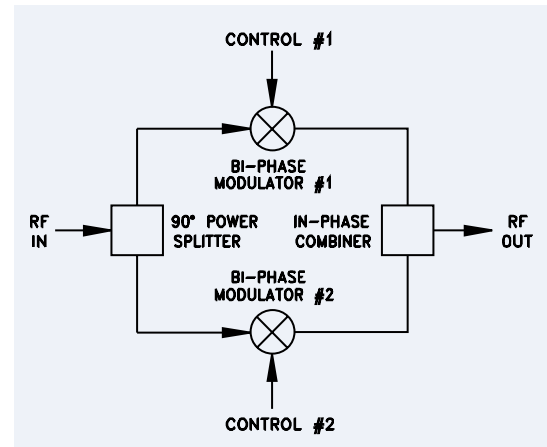 CONTROL #1
BI-PHASE
MODULATOR #1
RF
IN
90° POWER
SPLITTER
IN-PHASE
COMBINER
RF
OUT
BI-PHASE
MODULATOR #2
CONTROL #2